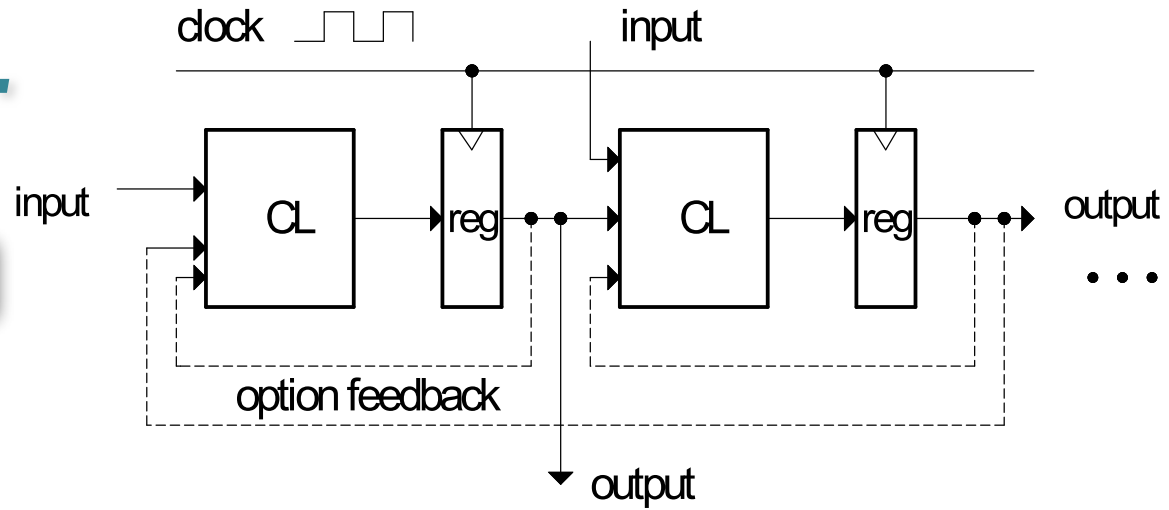 clock
input
input
CL
reg
CL
reg
output
option feedback
output